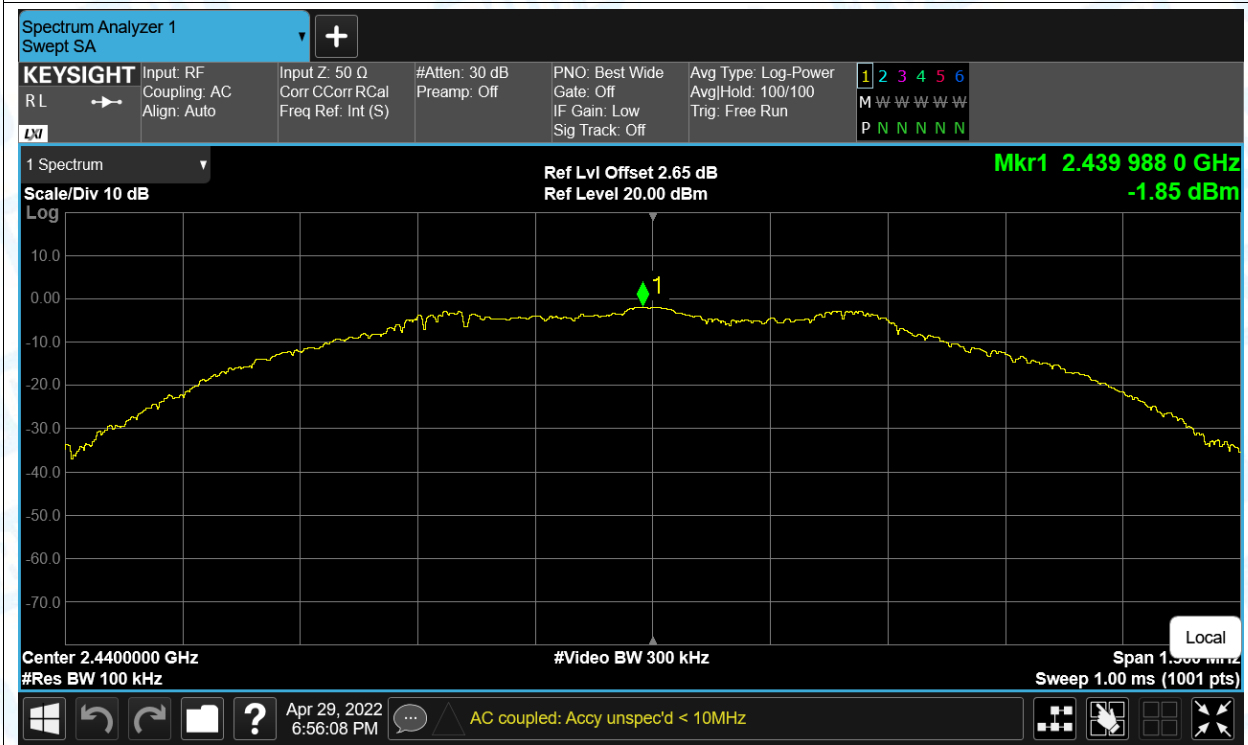 Spectrum Analyzer 1
Swept SA
KEYSIGHT
R L
LXI
Input: RF
Coupling: AC
Align: Auto
Input Z: 50 Ω
Corr CCorr RCal
Freq Ref: Int (S)
#Atten: 30 dB
Preamp: Off
PNO: Best Wide
Gate: Off
IF Gain: Low
Sig Track: Off
Avg Type: Log-Power
Avg|Hold: 100/100
Trig: Free Run
1 2 3 4 5 6
M W W W W W
P N N N N N
1 Spectrum
Scale/Div 10 dB
Log
Ref Lvl Offset 2.65 dB
Ref Level 20.00 dBm
Mkr1 2.439 988 0 GHz
-1.85 dBm
1
10.0
0.00
-10.0
-20.0
-30.0
-40.0
-50.0
-60.0
-70.0
Local
Center 2.4400000 GHz
#Video BW 300 kHz
Span
#Res BW 100 kHz
Sweep 1.00 ms (1001 pts)
?
Apr 29, 2022
6:56:08 PM
AC coupled: Accy unspec'd < 10MHz